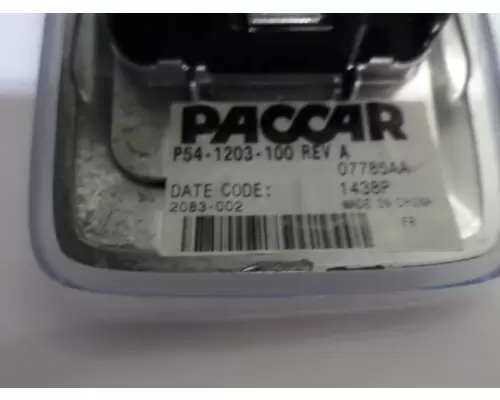 PACCAR
P54-1203-100 REV A
07785AA
DATE CODE: 1438P
2083-002 MADE IN CHINA
FR